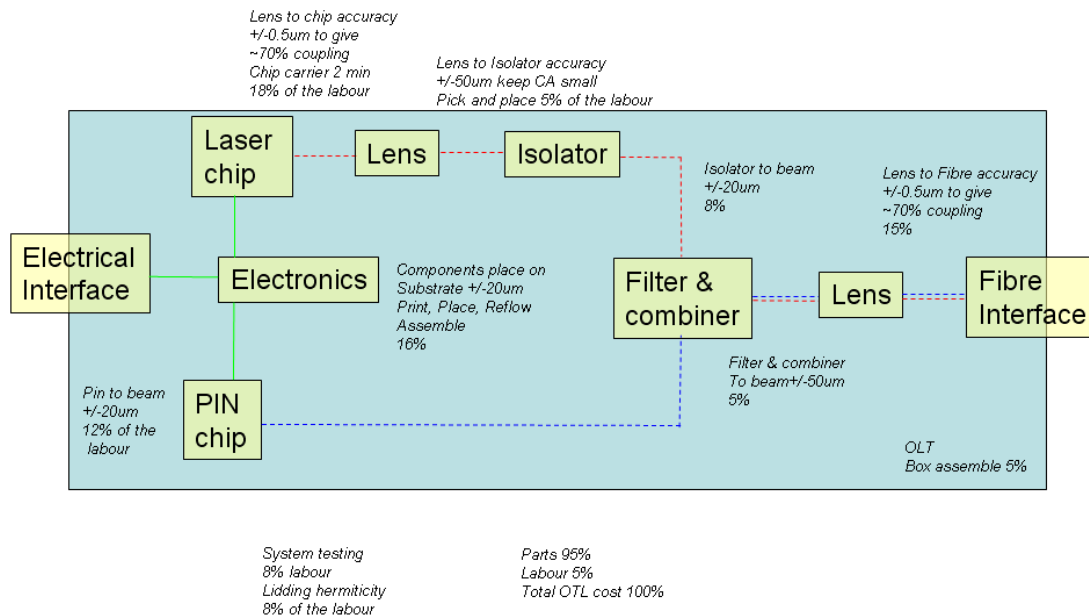 Lens to chip accuracy
+/-0.5um to give
~70% coupling
Chip carrier 2 min
18% of the labour
Lens to Isolator accuracy
+/-50um keep CA small
Pick and place 5% of the labour
Laser
chip
Lens
Isolator
Isolator to beam
+/-20um
8%
Lens to Fibre accuracy
+/-0.5um to give
~70% coupling
15%
Electrical
Interface
Electronics
Components place on
Substrate +/-20um
Print, Place, Reflow
Assemble
16%
Filter &
combiner
Lens
Fibre
Interface
Pin to beam
+/-20um
12% of the
labour
PIN
chip
Filter & combiner
To beam+/-50um
5%
OLT
Box assemble 5%
System testing
8% labour
Lidding hermiticity
8% of the labour
Parts 95%
Labour 5%
Total OTL cost 100%